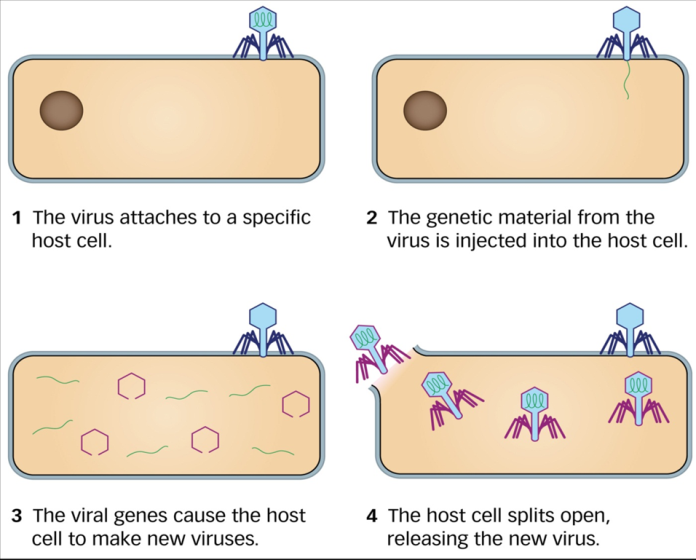 1 The virus attaches to a specific
host cell.
2 The genetic material from the
virus is injected into the host cell.
3 The viral genes cause the host
cell to make new viruses.
4 The host cell splits open,
releasing the new virus.